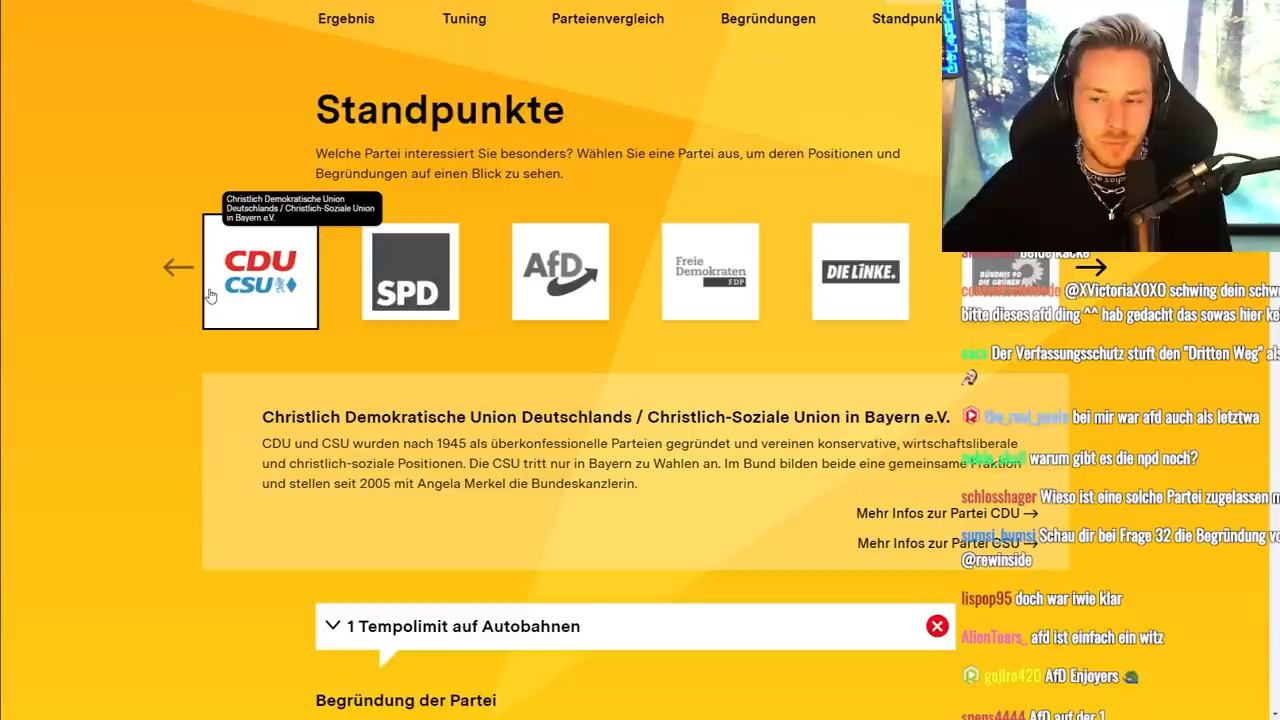 Ergebnis
Tuning
Parteienvergleich
Begründungen
Standpunk
Standpunkte
Welche Partei interessiert Sie besonders? Wählen Sie eine Partei aus, um deren Positionen und
Begründungen auf einen Blick zu sehen.
Christlich Demokratische Union
Deutschlands / Christlich-Soziale Union
in Bayern e.V.
CDU
CSU
SPD
AfD
Freie
Demokraten
FDP
DIE LINKE.
BÜNDNIS 90
DIE GRÜNEN
Christlich Demokratische Union Deutschlands / Christlich-Soziale Union in Bayern e.V.
CDU und CSU wurden nach 1945 als überkonfessionelle Parteien gegründet und vereinen konservative, wirtschaftsliberale
und christlich-soziale Positionen. Die CSU tritt nur in Bayern zu Wahlen an. Im Bund bilden beide eine gemeinsame Fraktion
und stellen seit 2005 mit Angela Merkel die Bundeskanzlerin.
Mehr Infos zur Partei CDU →
Mehr Infos zur Partei CSU →
1 Tempolimit auf Autobahnen
Begründung der Partei
@XVictoriaXOXO schwing dein schw
bitte dieses afd ding ^^ hab gedacht das sowas hier ke
Der Verfassungsschutz stuft den "Dritten Weg" al
bei mir war afd auch als letztwa
warum gibt es die npd noch?
schlosshager Wieso ist eine solche Partei zugelassen m
sumsi_bumsi Schau dir bei Frage 32 die Begründung vo
@rewinside
lispop95 doch war iwie klar
AlienTears_ afd ist einfach ein witz
gojiro420 AfD Enjoyers
spens4444 AfD auf der 1